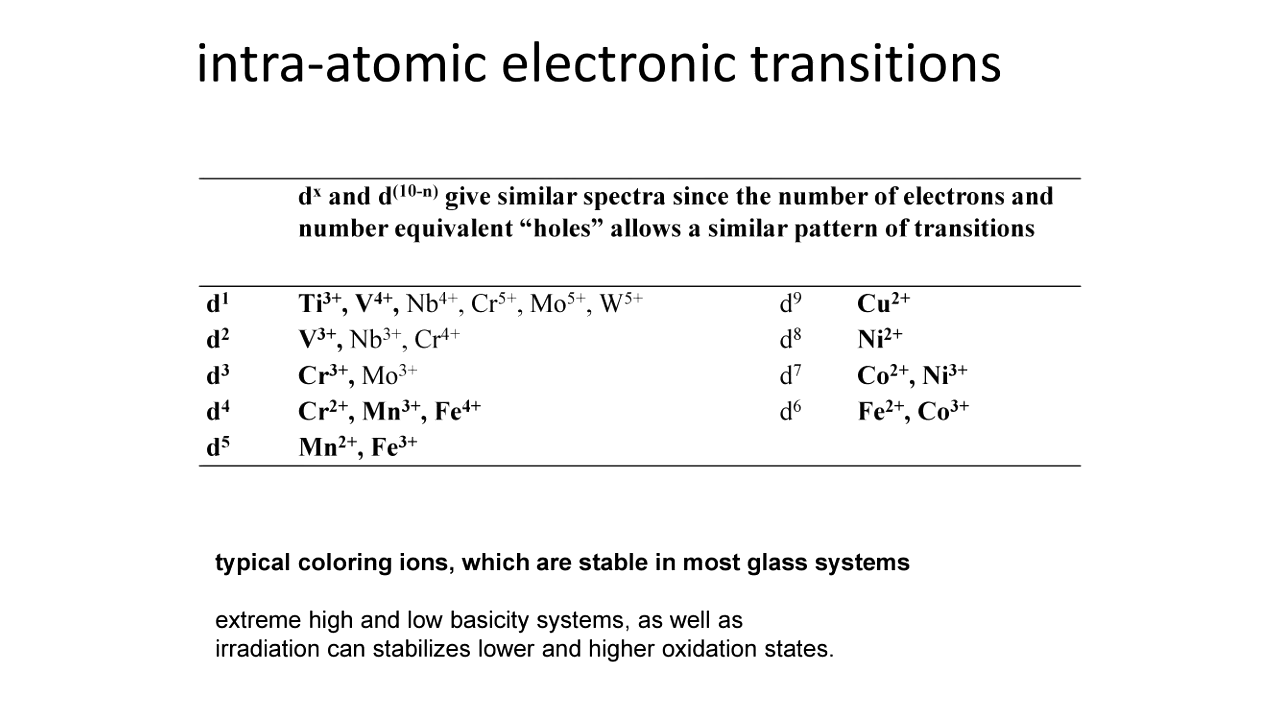 intra-atomic electronic transitions
dˣ and d⁽¹⁰⁻ⁿ⁾ give similar spectra since the number of electrons and
number equivalent “holes” allows a similar pattern of transitions
d¹ Ti³⁺, V⁴⁺, Nb⁴⁺, Cr⁵⁺, Mo⁵⁺, W⁵⁺ d⁹ Cu²⁺
d² V³⁺, Nb³⁺, Cr⁴⁺ d⁸ Ni²⁺
d³ Cr³⁺, Mo³⁺ d⁷ Co²⁺, Ni³⁺
d⁴ Cr²⁺, Mn³⁺, Fe⁴⁺ d⁶ Fe²⁺, Co³⁺
d⁵ Mn²⁺, Fe³⁺
typical coloring ions, which are stable in most glass systems
extreme high and low basicity systems, as well as
irradiation can stabilizes lower and higher oxidation states.